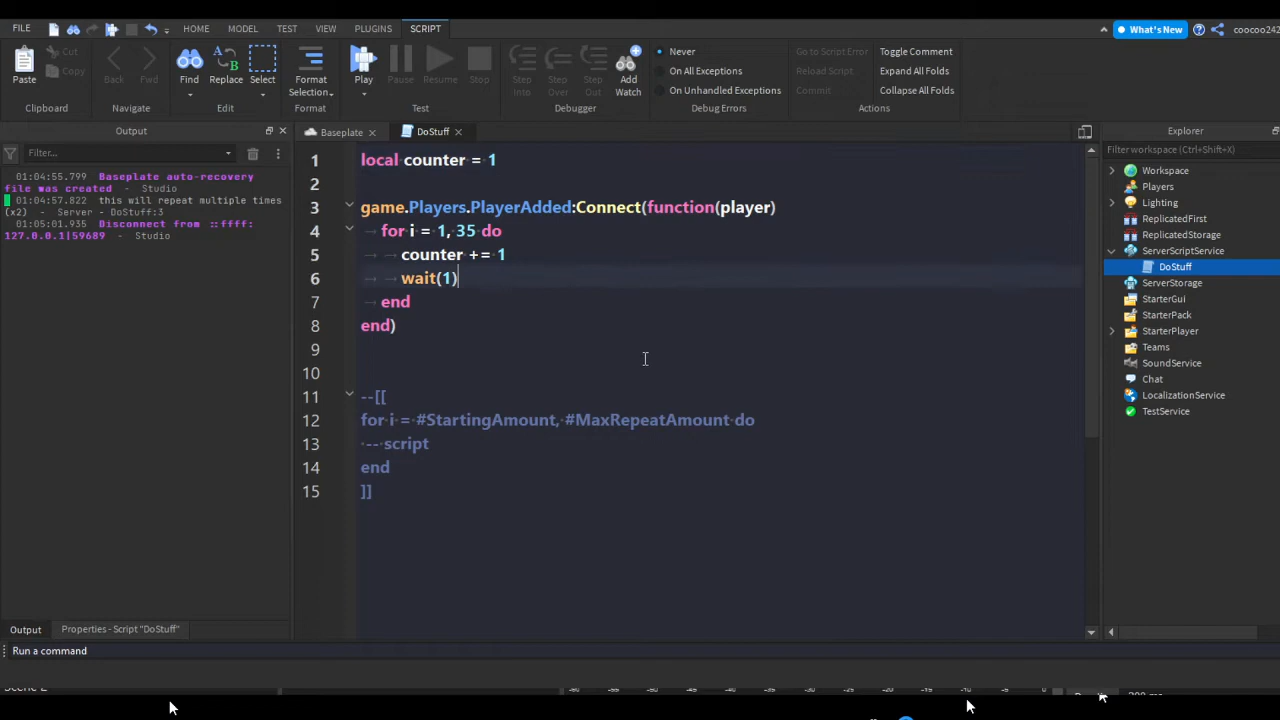 FILE HOME MODEL TEST VIEW PLUGINS SCRIPT What's New coocoo242
Paste Cut Copy Back Fwd Find Replace Select Format Selection... Play Pause Resume Stop Step Into Step Over Step Out Add Watch
Never
On All Exceptions
On Unhandled Exceptions
Go to Script Error
Reload Script
Commit
Toggle Comment
Expand All Folds
Collapse All Folds
Clipboard Navigate Edit Format Test Debugger Debug Errors Actions
Output
Baseplate DoStuff
Explorer
Filter...
Filter workspace (Ctrl+Shift+X)
01:04:55.799 Baseplate auto-recovery
file was created - Studio
01:04:57.822 this will repeat multiple times
(x2) - Server - DoStuff:3
01:05:01.935 Disconnect from ::ffff:
127.0.0.1|59689 - Studio
1 local counter = 1
2
3 game.Players.PlayerAdded:Connect(function(player)
4 for i = 1, 35 do
5 counter += 1
6 wait(1)
7 end
8 end)
9
10
11 --[[
12 for i = #StartingAmount, #MaxRepeatAmount do
13 -- script
14 end
15 ]]
Workspace
Players
Lighting
ReplicatedFirst
ReplicatedStorage
ServerScriptService
DoStuff
ServerStorage
StarterGui
StarterPack
StarterPlayer
Teams
SoundService
Chat
LocalizationService
TestService
Output Properties - Script "DoStuff"
Run a command